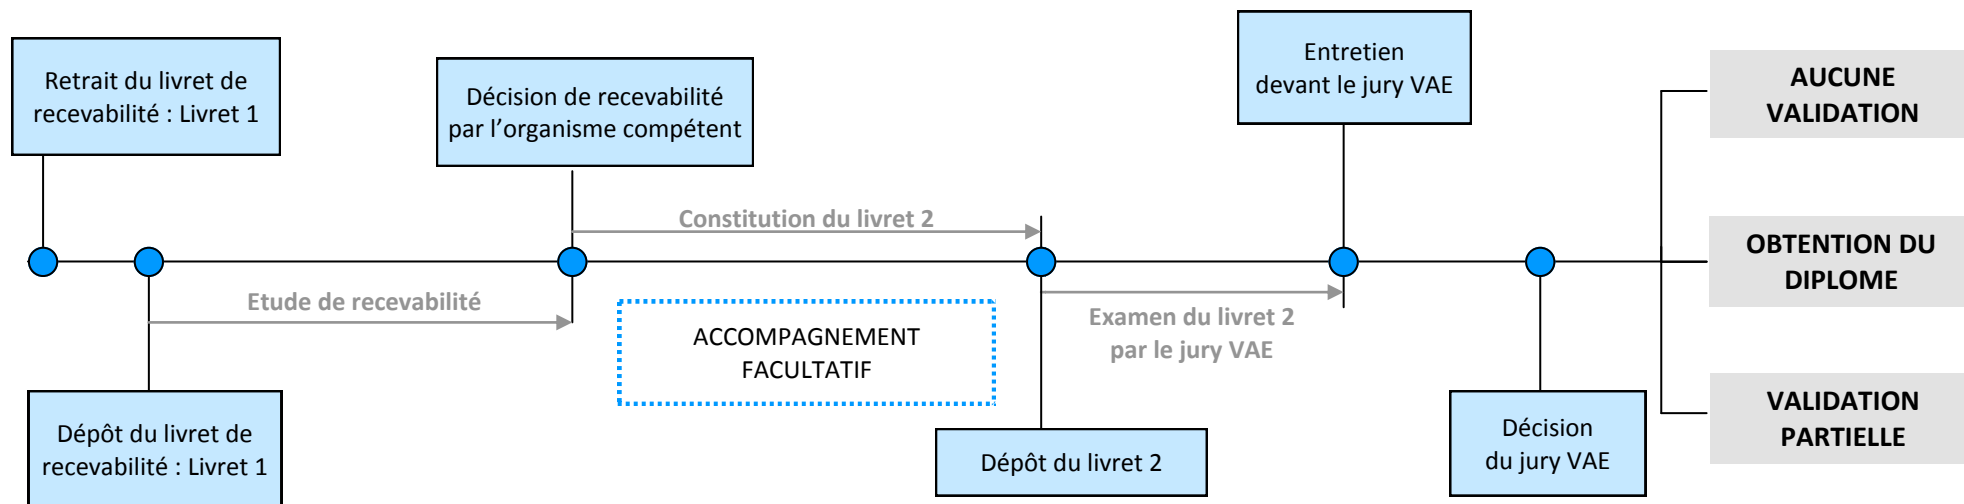 Retrait du livret de
recevabilité : Livret 1
Décision de recevabilité
par l’organisme compétent
Entretien
devant le jury VAE
AUCUNE
VALIDATION
Constitution du livret 2
OBTENTION DU
DIPLOME
Etude de recevabilité
ACCOMPAGNEMENT
FACULTATIF
Examen du livret 2
par le jury VAE
Dépôt du livret de
recevabilité : Livret 1
Dépôt du livret 2
Décision
du jury VAE
VALIDATION
PARTIELLE